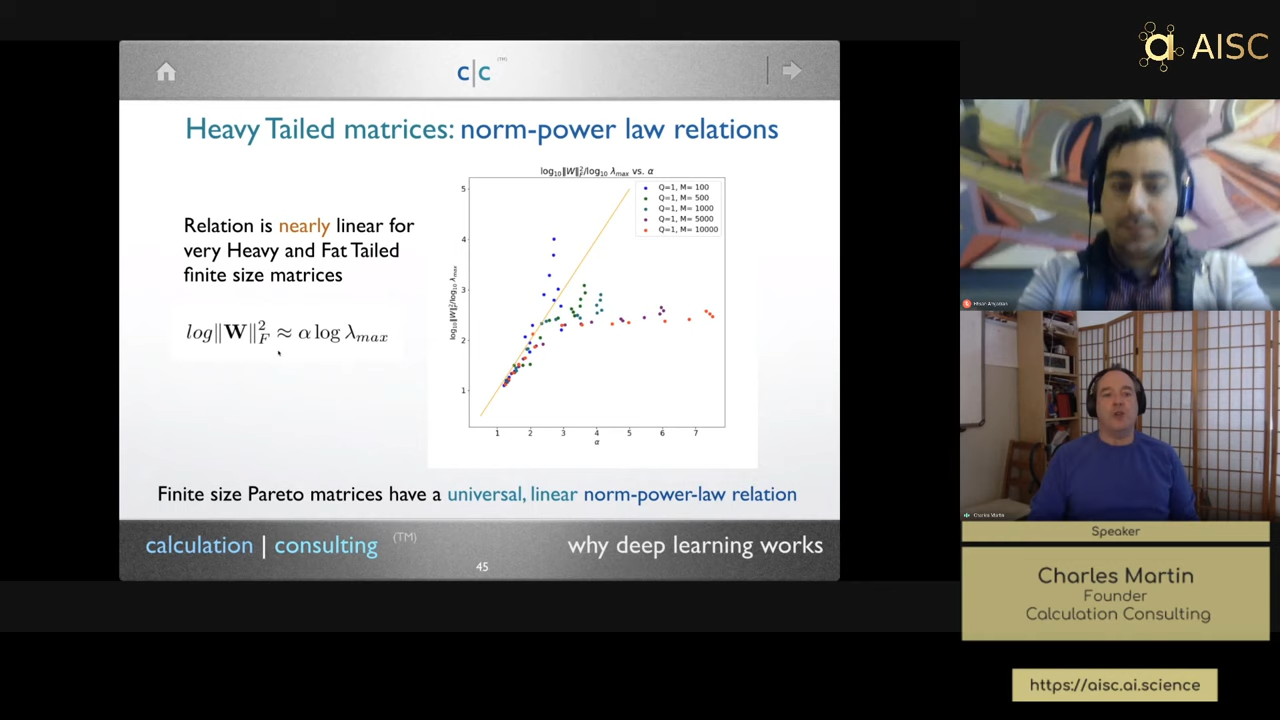 AISC
c|c
(TM)
Heavy Tailed matrices: norm-power law relations
Relation is nearly linear for
very Heavy and Fat Tailed
finite size matrices
log‖W‖²F ≈ α log λmax
log₁₀‖W‖²F/log₁₀ λmax vs. α
Q=1, M= 100
Q=1, M= 500
Q=1, M= 1000
Q=1, M= 5000
Q=1, M= 10000
log₁₀‖W‖²F/log₁₀ λmax
5
4
3
2
1
1 2 3 4 5 6 7
α
Finite size Pareto matrices have a universal, linear norm-power-law relation
calculation | consulting (TM)
why deep learning works
45
Charles Martin
Speaker
Charles Martin
Founder
Calculation Consulting
https://aisc.ai.science